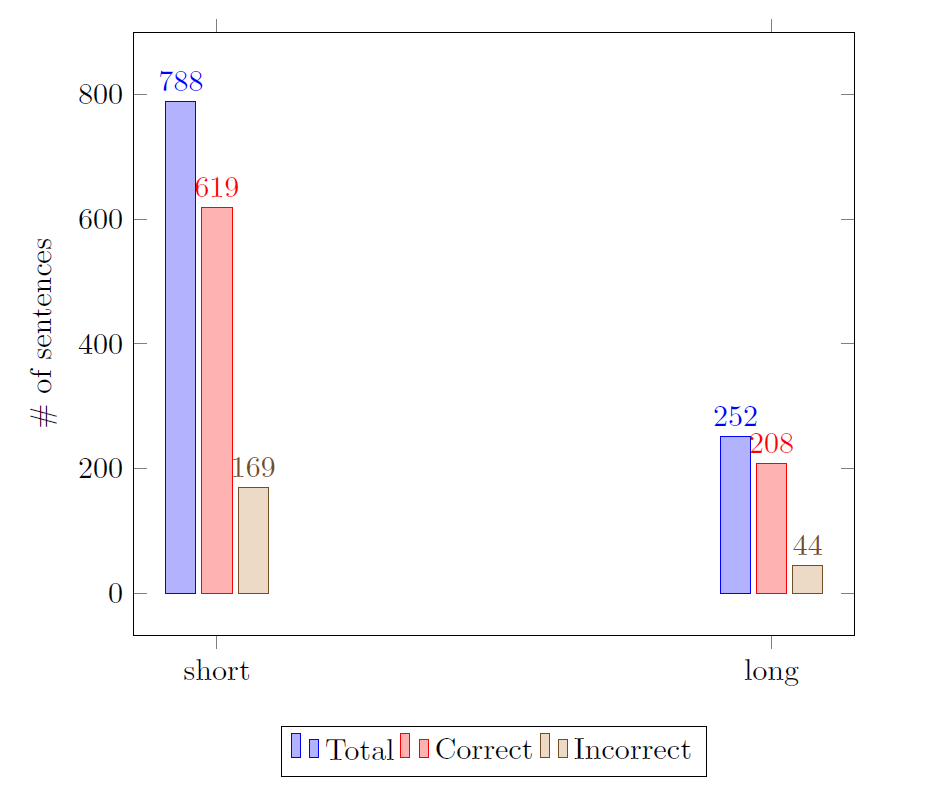 788
800
619
600
# of sentences
400
252
208
200
169
44
0
short
long
Total Correct Incorrect